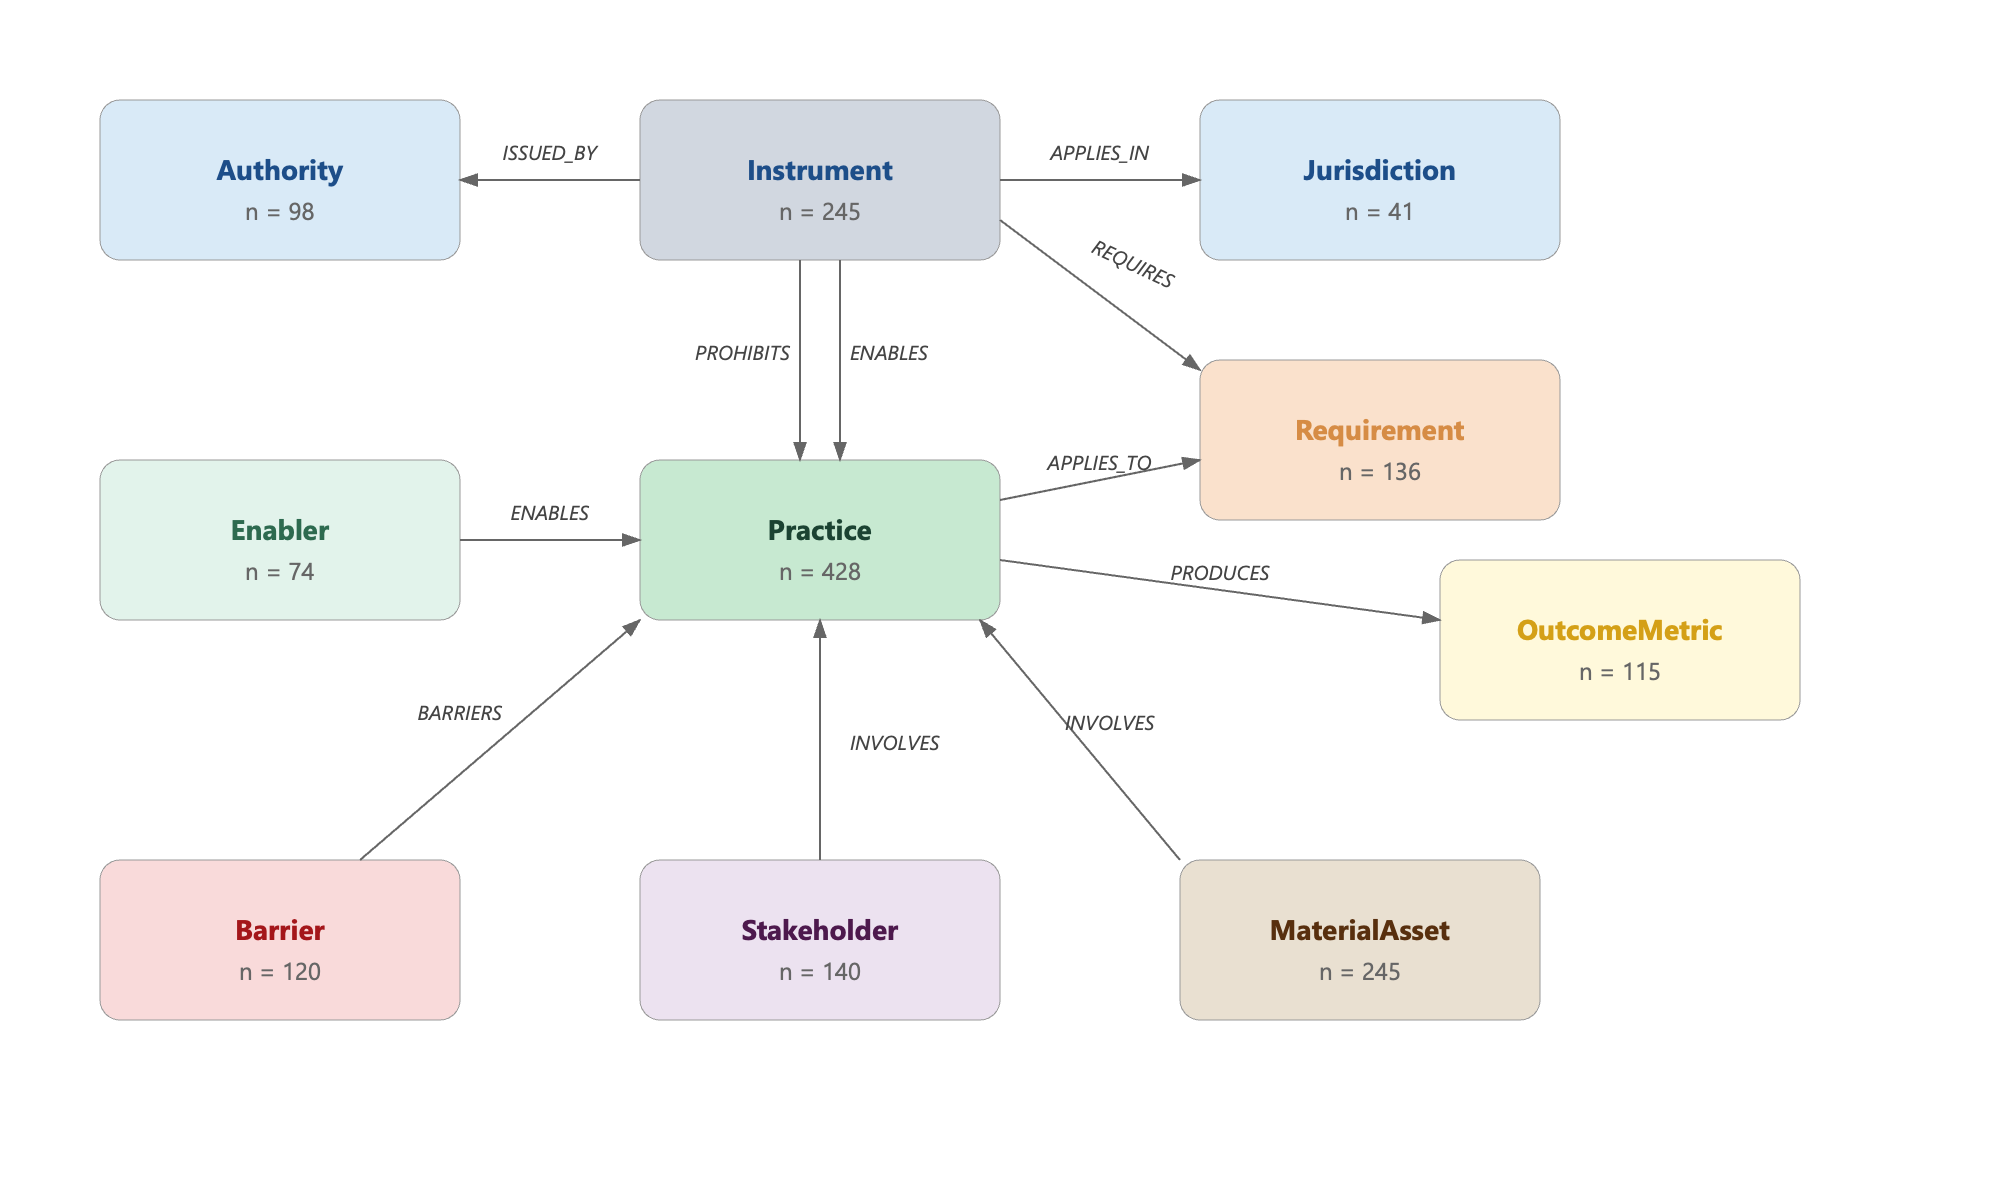 Authority
n = 98
ISSUED_BY
Instrument
n = 245
APPLIES_IN
Jurisdiction
n = 41
REQUIRES
PROHIBITS
ENABLES
Requirement
n = 136
APPLIES_TO
Enabler
n = 74
ENABLES
Practice
n = 428
PRODUCES
OutcomeMetric
n = 115
BARRIERS
INVOLVES
INVOLVES
Barrier
n = 120
Stakeholder
n = 140
MaterialAsset
n = 245